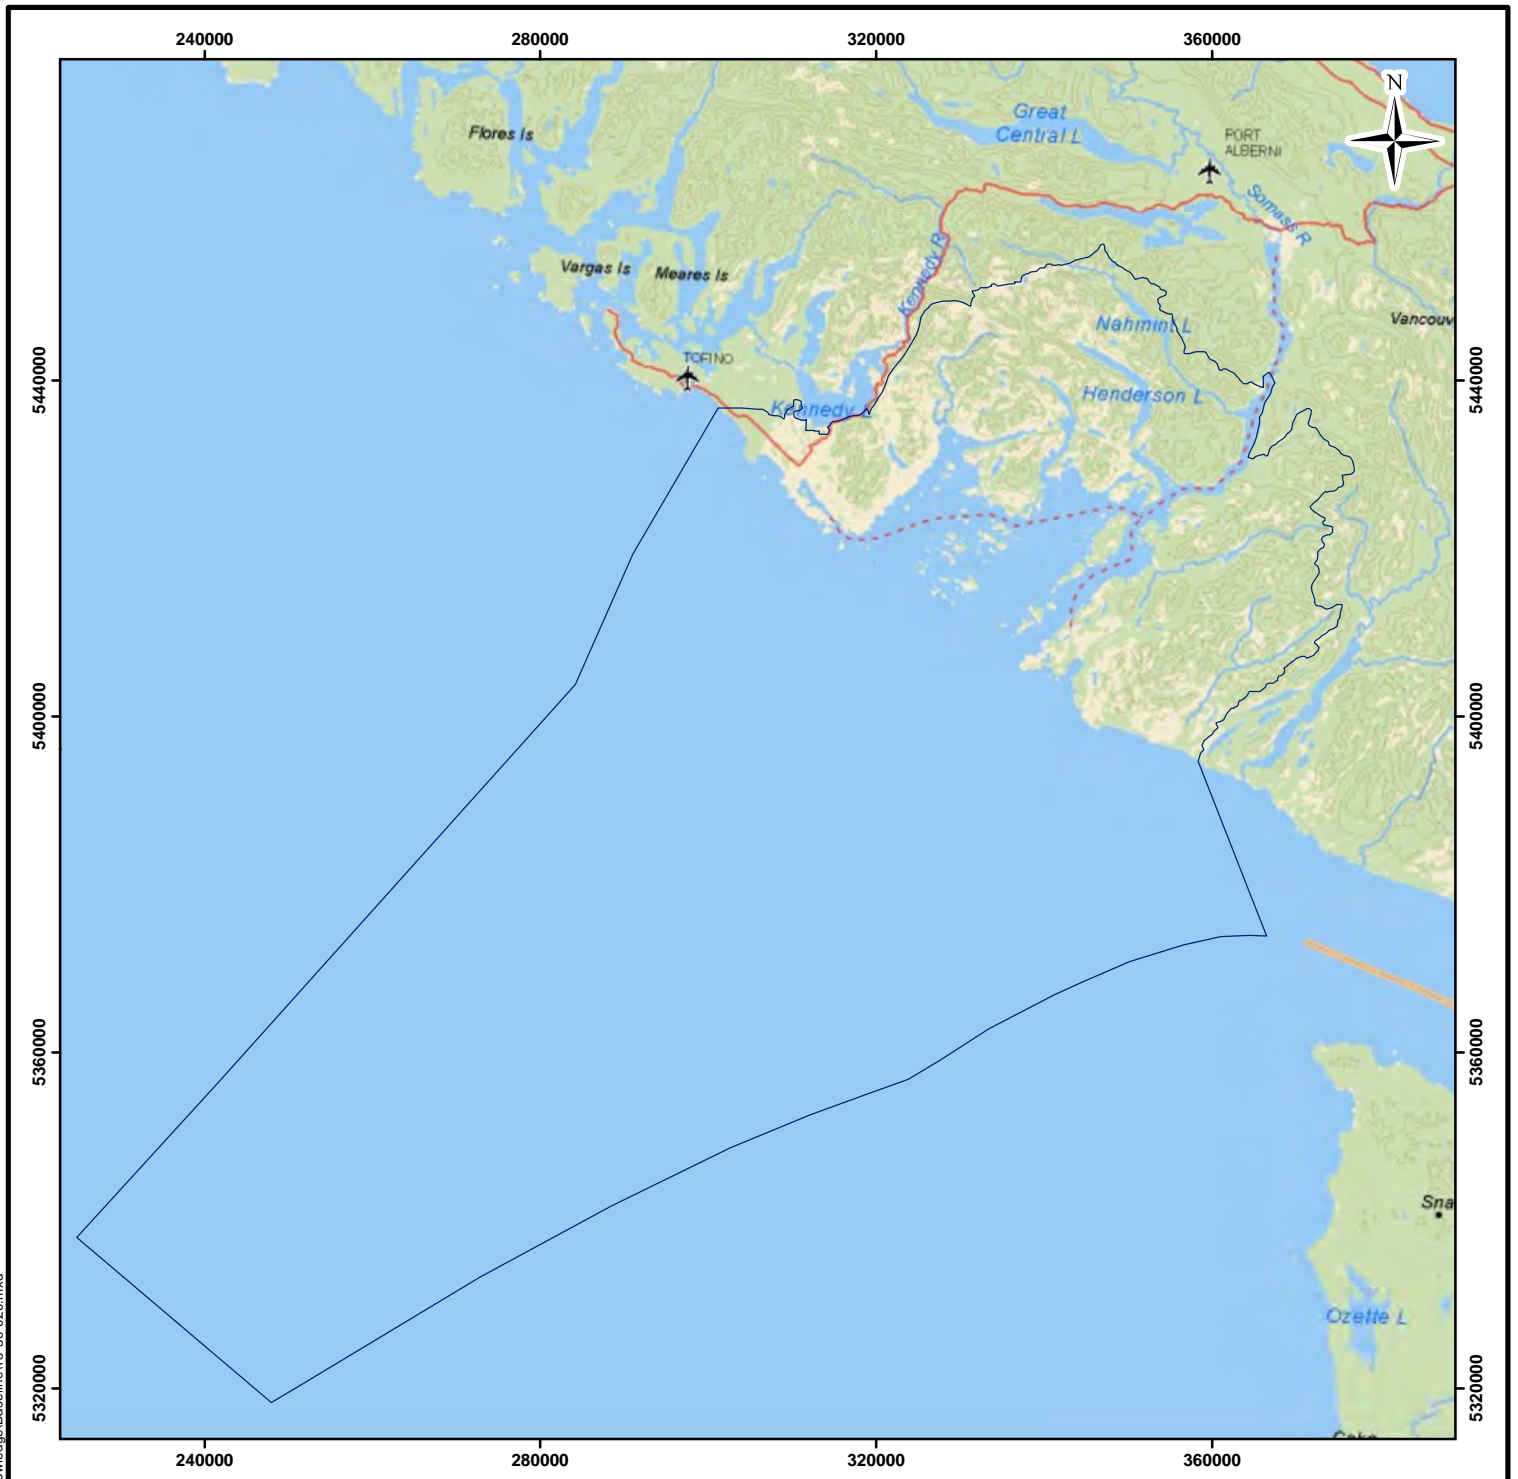 240000 280000 320000 360000
N
Great
Central L
PORT
ALBERNI
Flores Is
Somass R
Kennedy R
Vargas Is
Meares Is
Nahmint L
Vancouv
TOFINO
5440000
5440000
Henderson L
Kennedy L
5400000
5400000
5360000
5360000
Sna
Ozette L
5320000
5320000
240000 280000 320000 360000